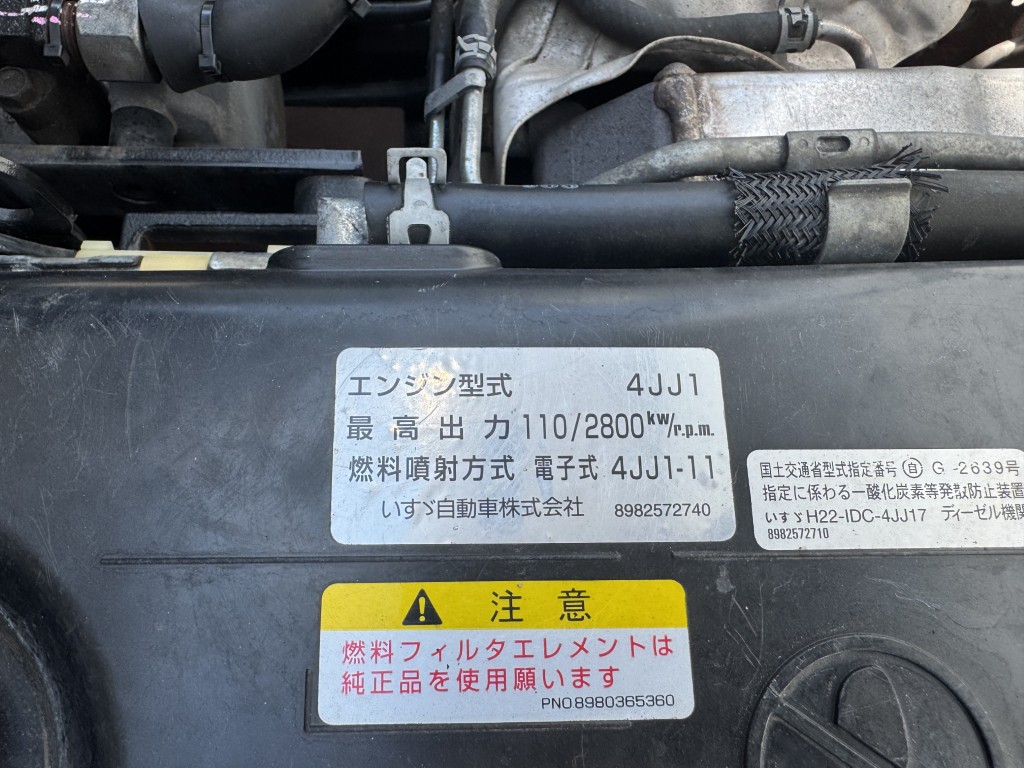 エンジン型式 4JJ1
最高出力 110/2800kw/r.p.m.
燃料噴射方式 電子式 4JJ1-11
いすゞ自動車株式会社 8982572740
国土交通省型式指定番号 自 G -2639号
指定に係わる一酸化炭素等発散防止装置
いすゞH22-IDC-4JJ17 ディーゼル機関
8982572710
注意
燃料フィルタエレメントは
純正品を使用願います
PNO8980365360